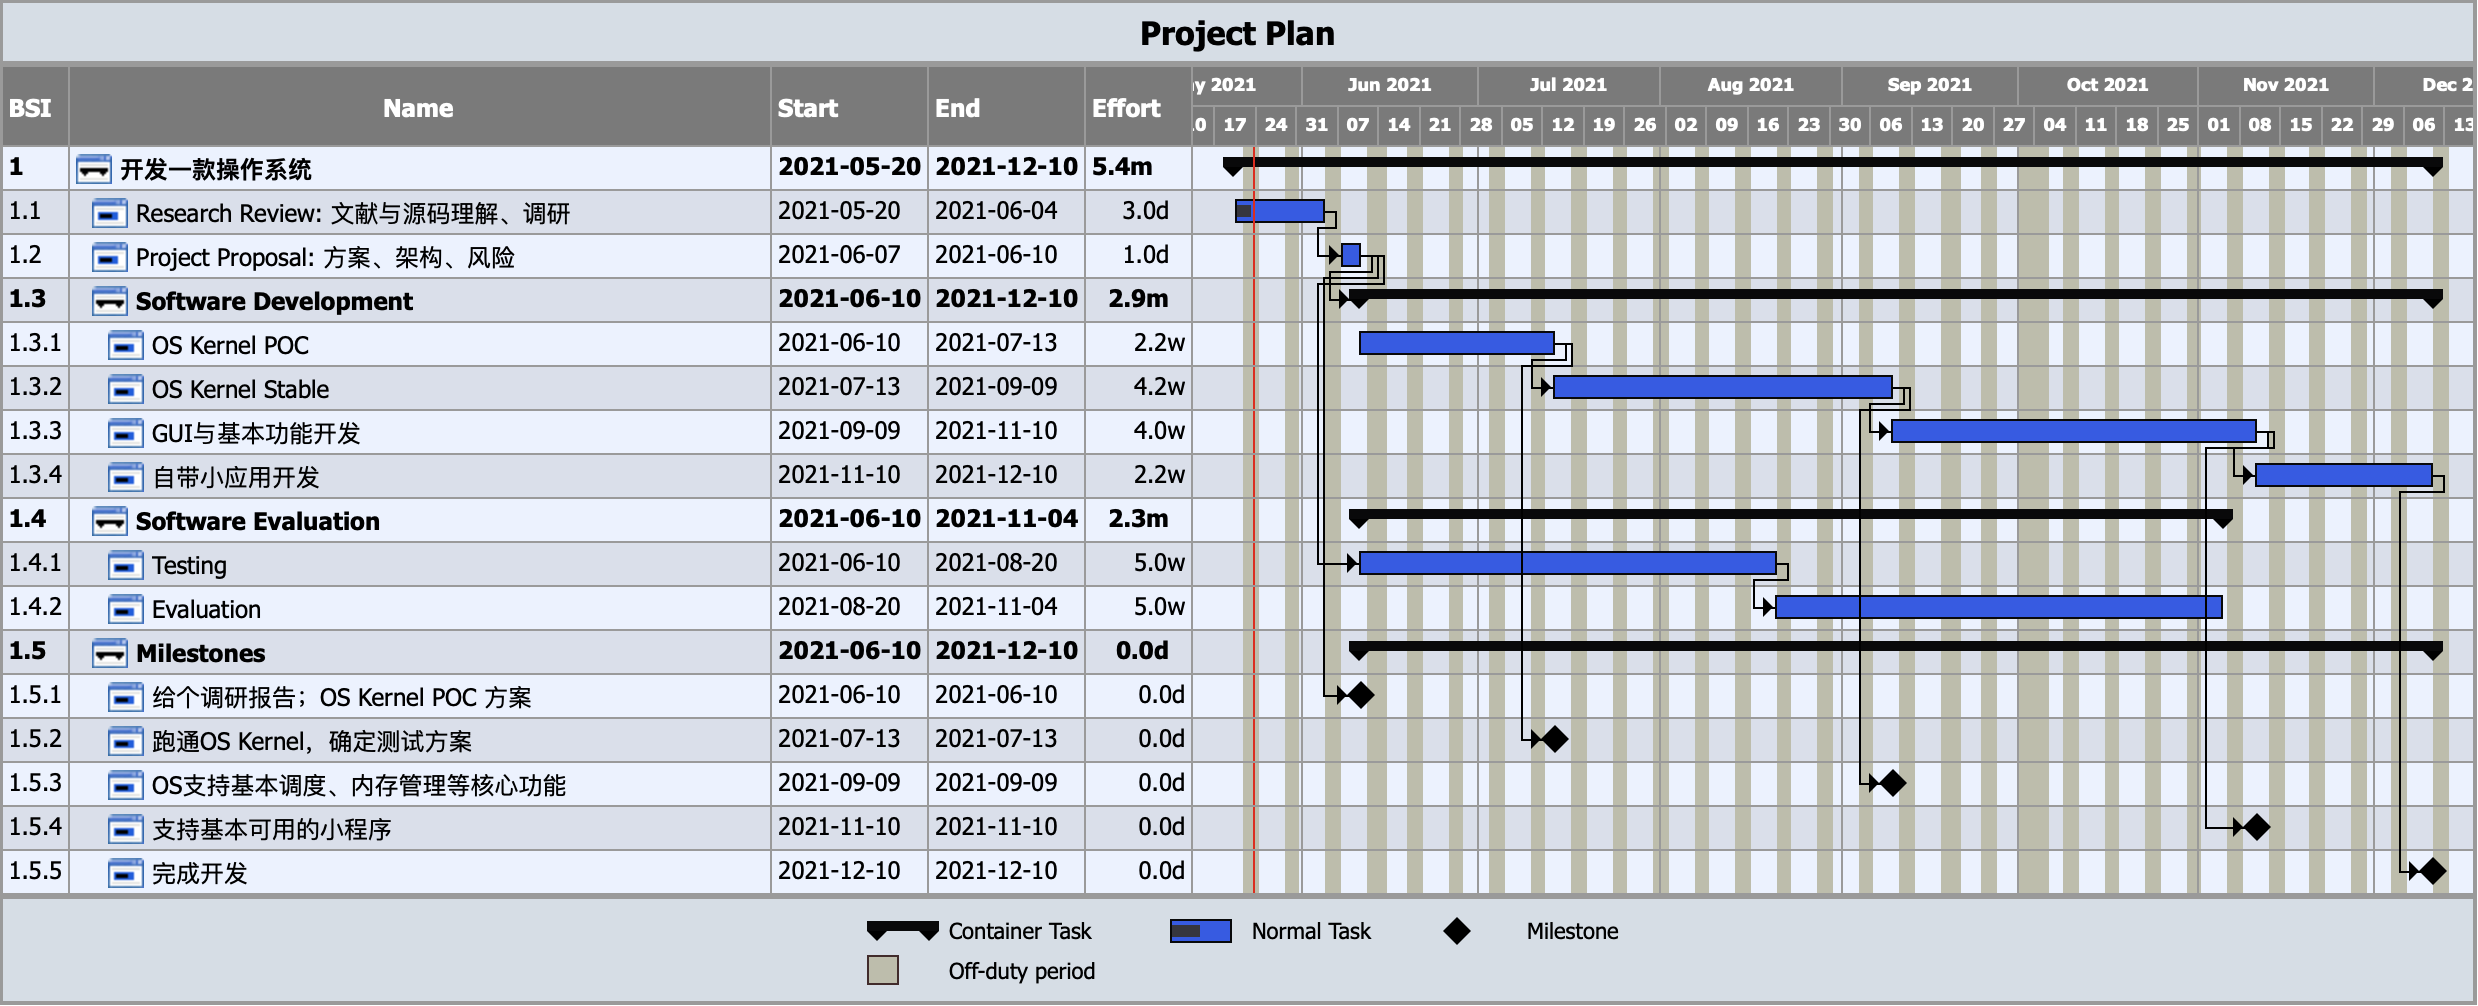 Project Plan
BSI Name Start End Effort
y 2021 Jun 2021 Jul 2021 Aug 2021 Sep 2021 Oct 2021 Nov 2021 Dec 2
0 17 24 31 07 14 21 28 05 12 19 26 02 09 16 23 30 06 13 20 27 04 11 18 25 01 08 15 22 29 06 13
1 开发一款操作系统 2021-05-20 2021-12-10 5.4m
1.1 Research Review: 文献与源码理解、调研 2021-05-20 2021-06-04 3.0d
1.2 Project Proposal: 方案、架构、风险 2021-06-07 2021-06-10 1.0d
1.3 Software Development 2021-06-10 2021-12-10 2.9m
1.3.1 OS Kernel POC 2021-06-10 2021-07-13 2.2w
1.3.2 OS Kernel Stable 2021-07-13 2021-09-09 4.2w
1.3.3 GUI与基本功能开发 2021-09-09 2021-11-10 4.0w
1.3.4 自带小应用开发 2021-11-10 2021-12-10 2.2w
1.4 Software Evaluation 2021-06-10 2021-11-04 2.3m
1.4.1 Testing 2021-06-10 2021-08-20 5.0w
1.4.2 Evaluation 2021-08-20 2021-11-04 5.0w
1.5 Milestones 2021-06-10 2021-12-10 0.0d
1.5.1 给个调研报告；OS Kernel POC 方案 2021-06-10 2021-06-10 0.0d
1.5.2 跑通OS Kernel，确定测试方案 2021-07-13 2021-07-13 0.0d
1.5.3 OS支持基本调度、内存管理等核心功能 2021-09-09 2021-09-09 0.0d
1.5.4 支持基本可用的小程序 2021-11-10 2021-11-10 0.0d
1.5.5 完成开发 2021-12-10 2021-12-10 0.0d
Container Task Normal Task Milestone
Off-duty period